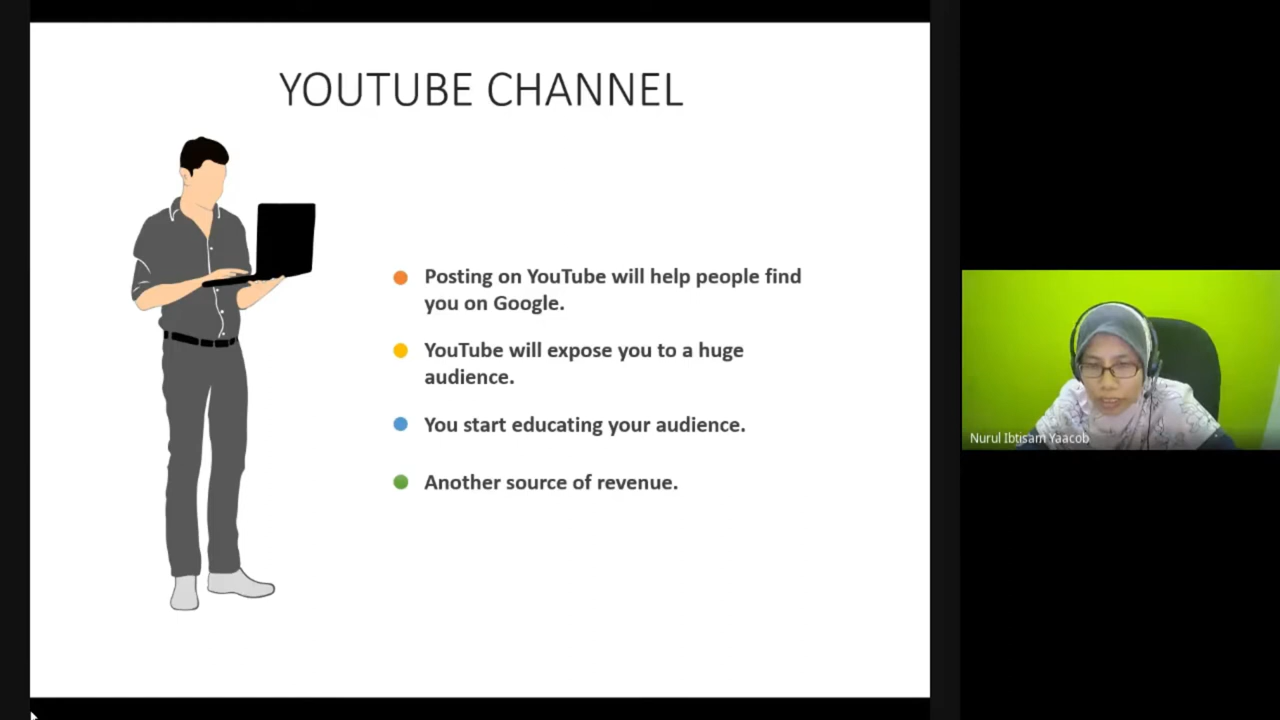 YOUTUBE CHANNEL
Posting on YouTube will help people find
you on Google.
YouTube will expose you to a huge
audience.
You start educating your audience.
Another source of revenue.
Nurul Ibtisam Yaacob